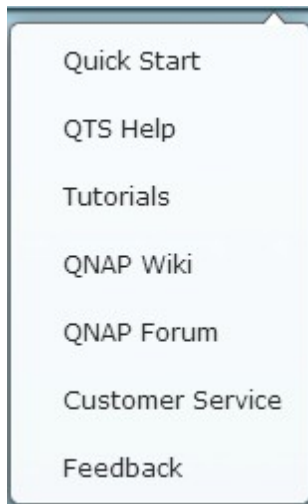 Quick Start
QTS Help
Tutorials
QNAP Wiki
QNAP Forum
Customer Service
Feedback